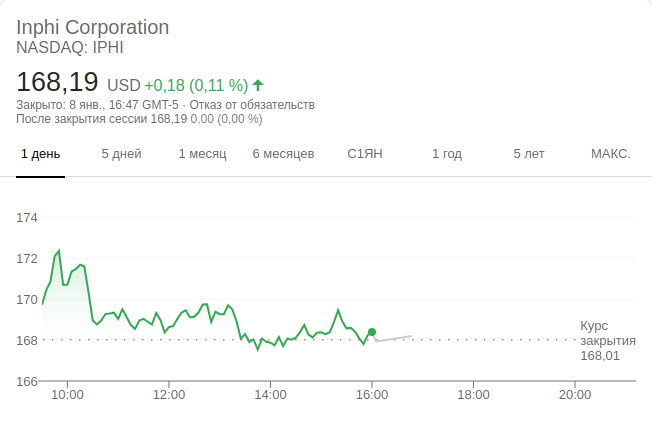 Inphi Corporation
NASDAQ: IPHI
168,19 USD +0,18 (0,11 %)
Закрыто: 8 янв., 16:47 GMT-5 · Отказ от обязательств
После закрытия сессии 168,19 0,00 (0,00 %)
1 день 5 дней 1 месяц 6 месяцев С1ЯН 1 год 5 лет МАКС.
174
172
170
168
166
Курс
закрытия
168,01
10:00 12:00 14:00 16:00 18:00 20:00